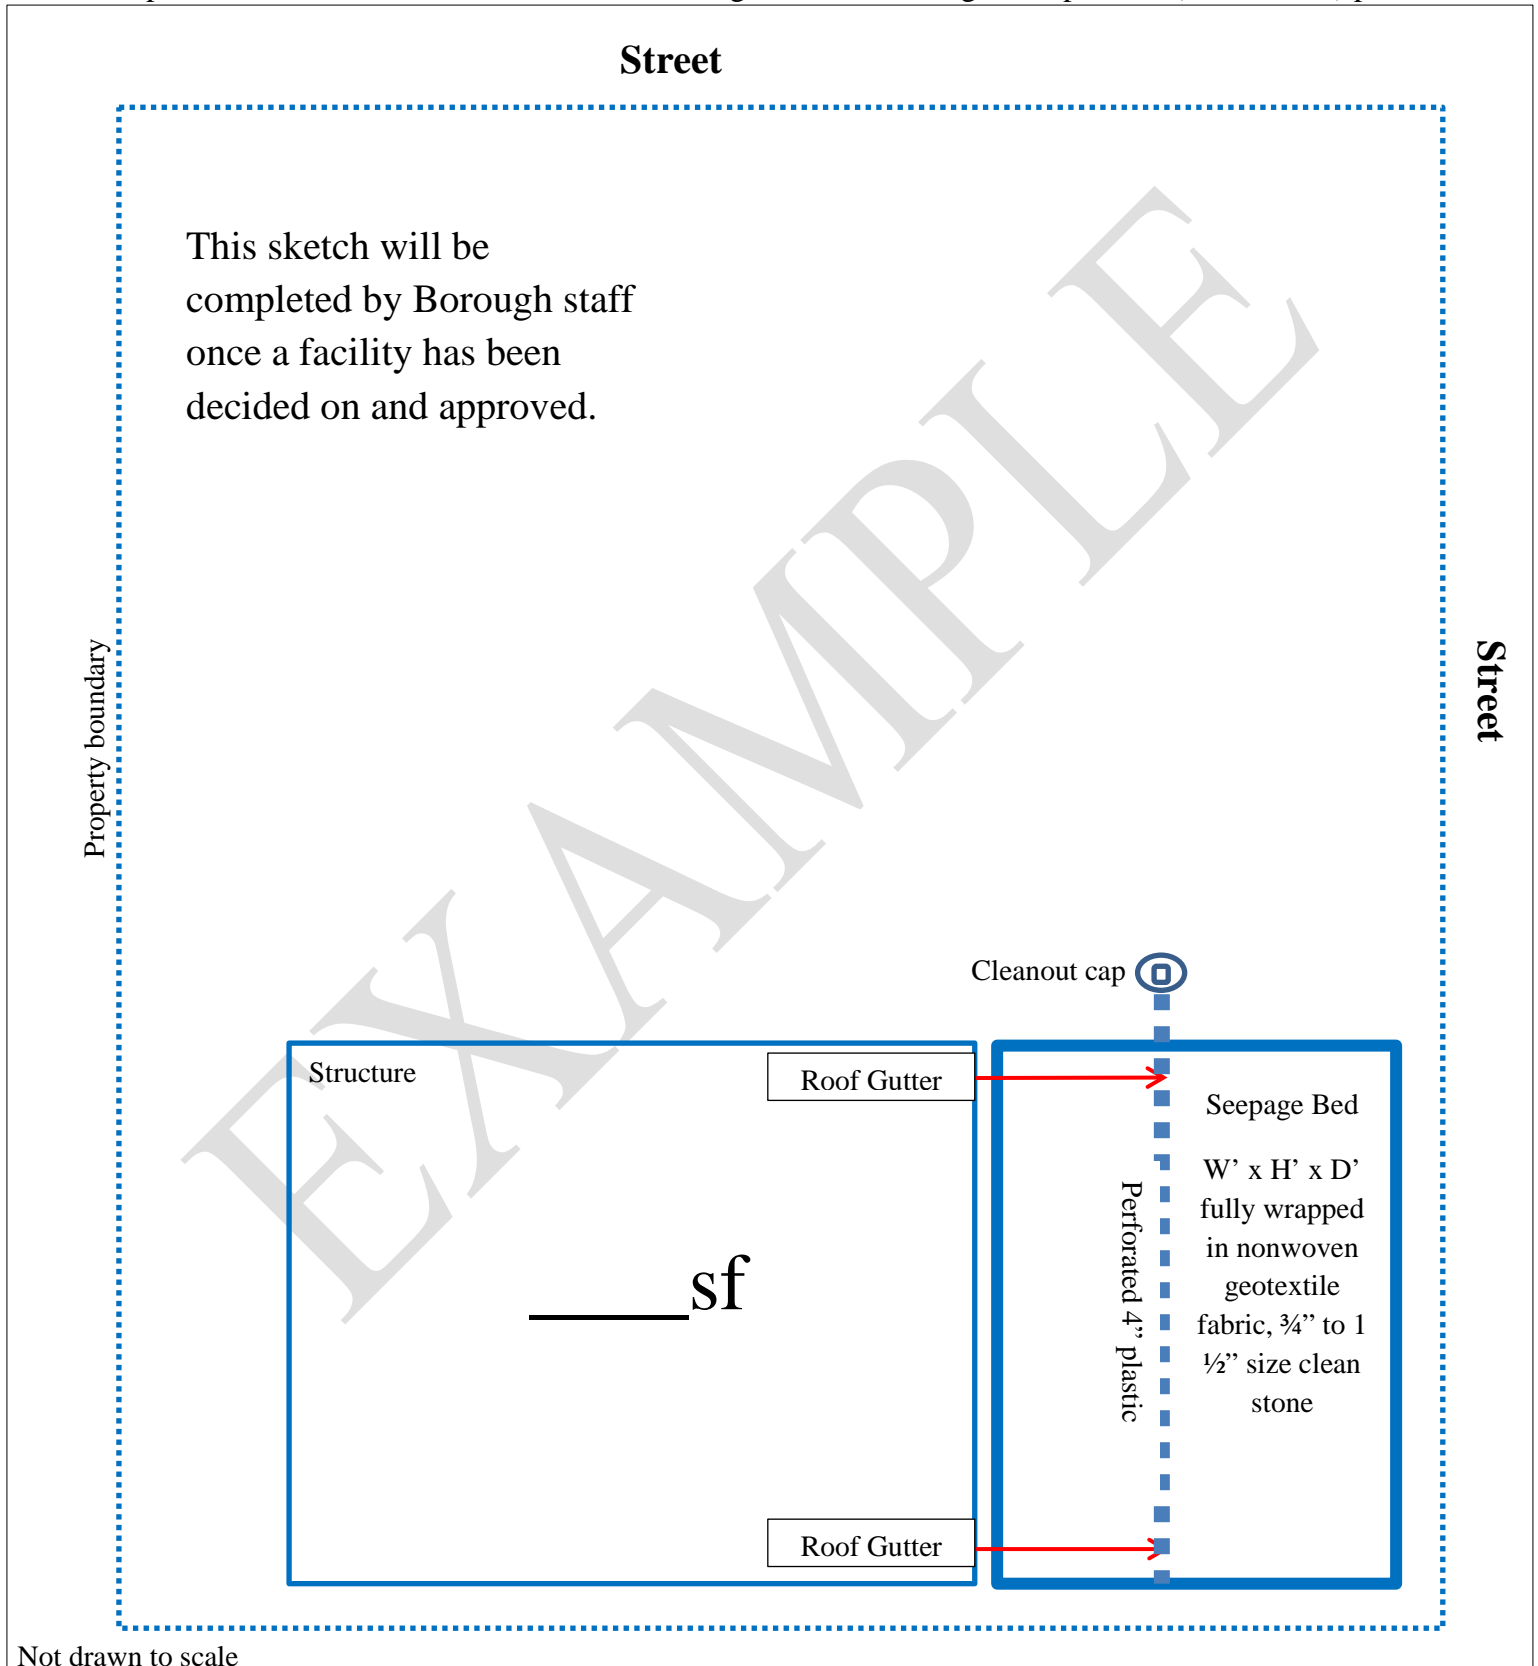 Street
This sketch will be
completed by Borough staff
once a facility has been
decided on and approved.
EXAMPLE
Property boundary
Street
Cleanout cap
Structure
Roof Gutter
Seepage Bed
W’ x H’ x D’
fully wrapped
in nonwoven
geotextile
fabric, ¾” to 1
½” size clean
stone
Perforated 4” plastic
____sf
Roof Gutter
Not drawn to scale